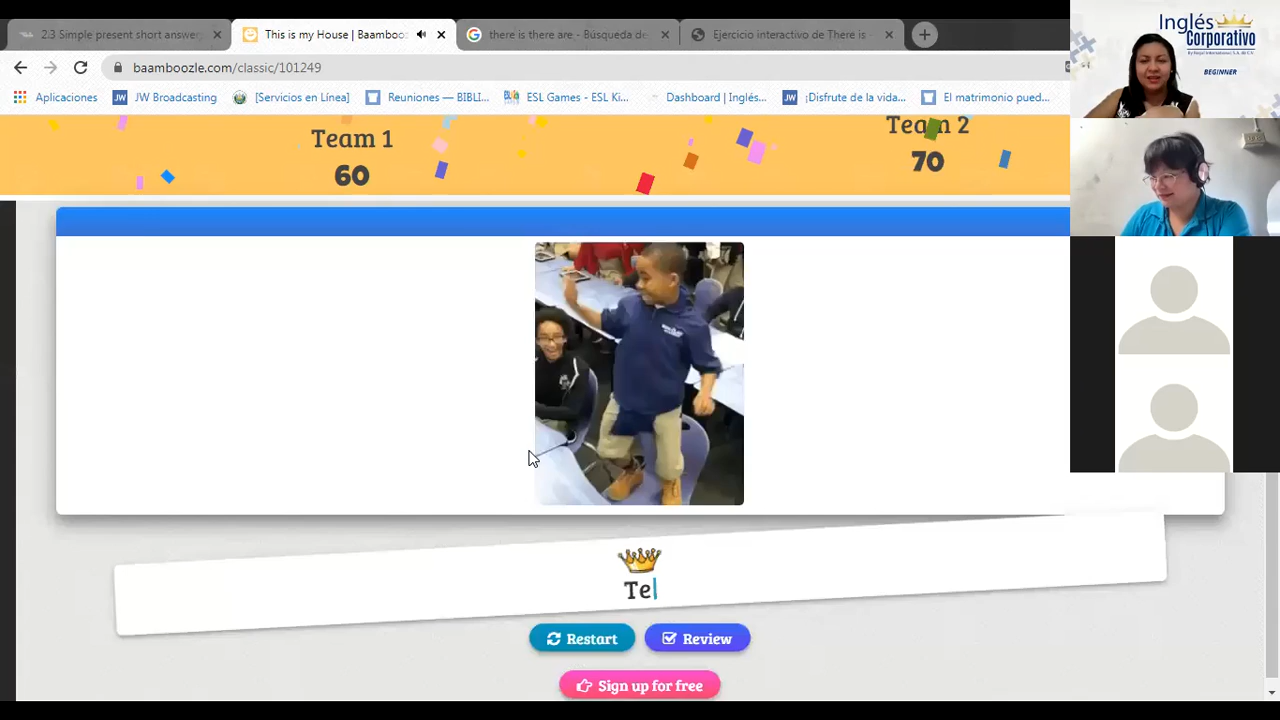 2:3 Simple present short answer
This is my House | Baambooz
there is there are - Búsqueda de
Ejercicio interactivo de There is
baamboozle.com/classic/101249
Aplicaciones
JW Broadcasting
[Servicios en Línea]
Reuniones — BIBLI...
ESL Games - ESL Ki...
Dashboard | Inglés...
¡Disfrute de la vida...
El matrimonio pued...
Inglés
Corporativo
BEGINNER
Team 1
60
Team 2
70
Te
Restart
Review
Sign up for free